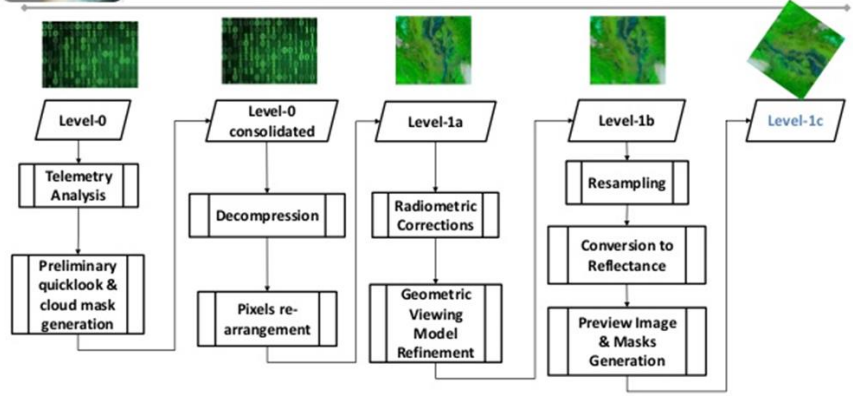 Level-0
Telemetry
Analysis
Preliminary
quicklook &
cloud mask
generation
Level-0
consolidated
Decompression
Pixels re-
arrangement
Level-1a
Radiometric
Corrections
Geometric
Viewing
Model
Refinement
Level-1b
Resampling
Conversion to
Reflectance
Preview Image
& Masks
Generation
Level-1c